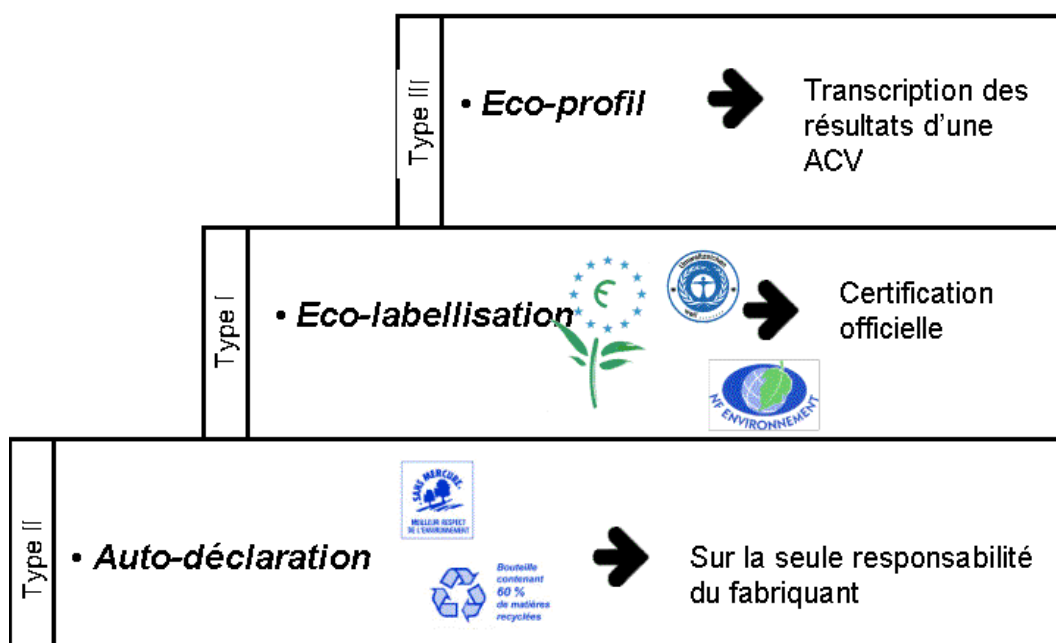 Type III
• Eco-profil
Transcription des
résultats d'une
ACV
Type I
• Eco-labellisation
Umweltzeichen
weil
Certification
officielle
NF ENVIRONNEMENT
Type II
• Auto-déclaration
SANS MERCURE
MEILLEUR RESPECT
DE L'ENVIRONNEMENT
Bouteille
contenant
60 %
de matières
recyclées
Sur la seule responsabilité
du fabriquant